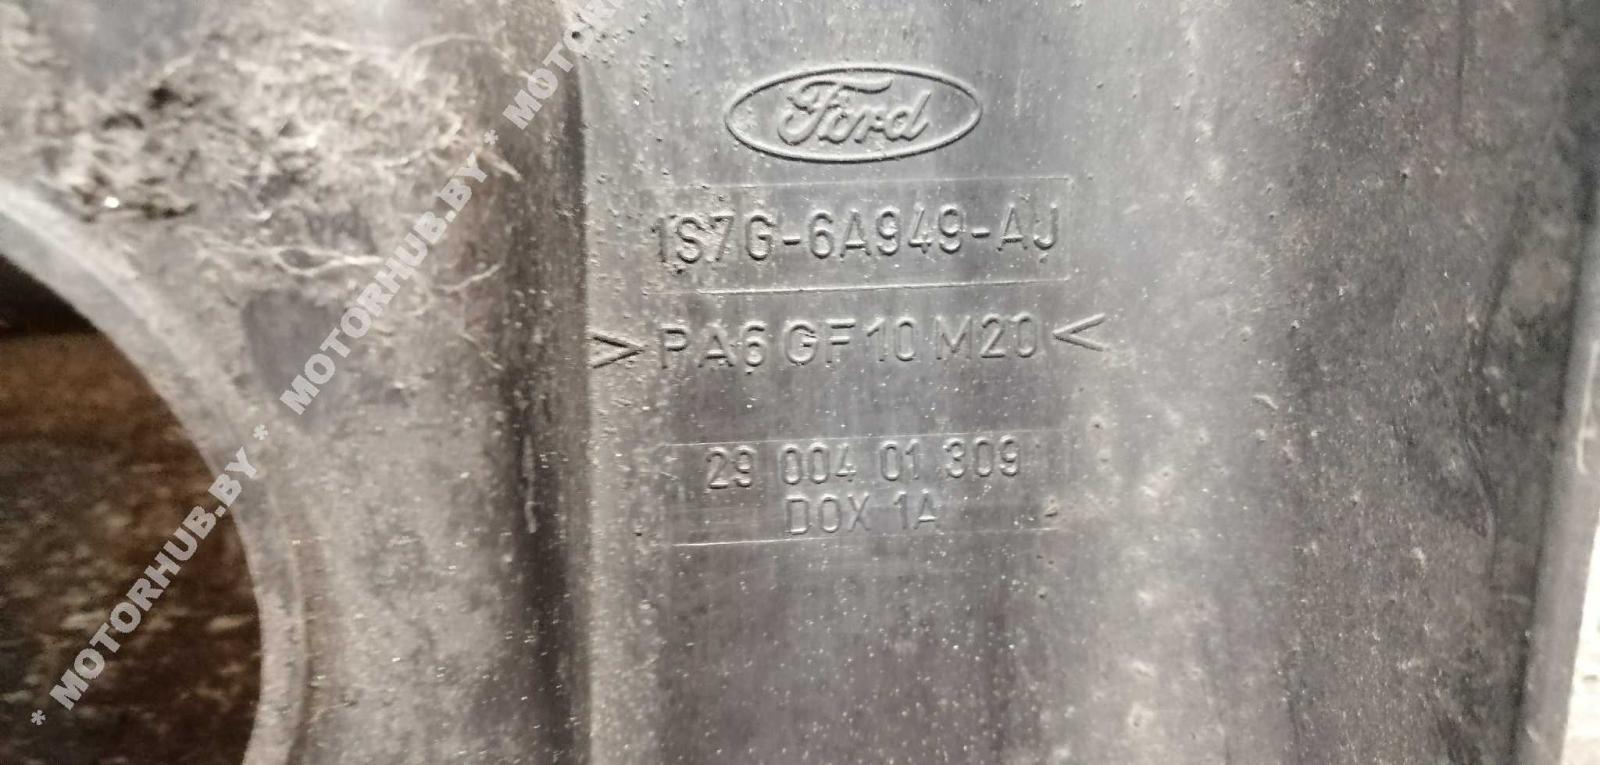 Ford
1S7G-6A949-AJ
>PA6 GF10 M20<
29 004 01 309
DOX 1A
* MOTORHUB.BY * MOTORHUB.BY * MOTORHUB.BY